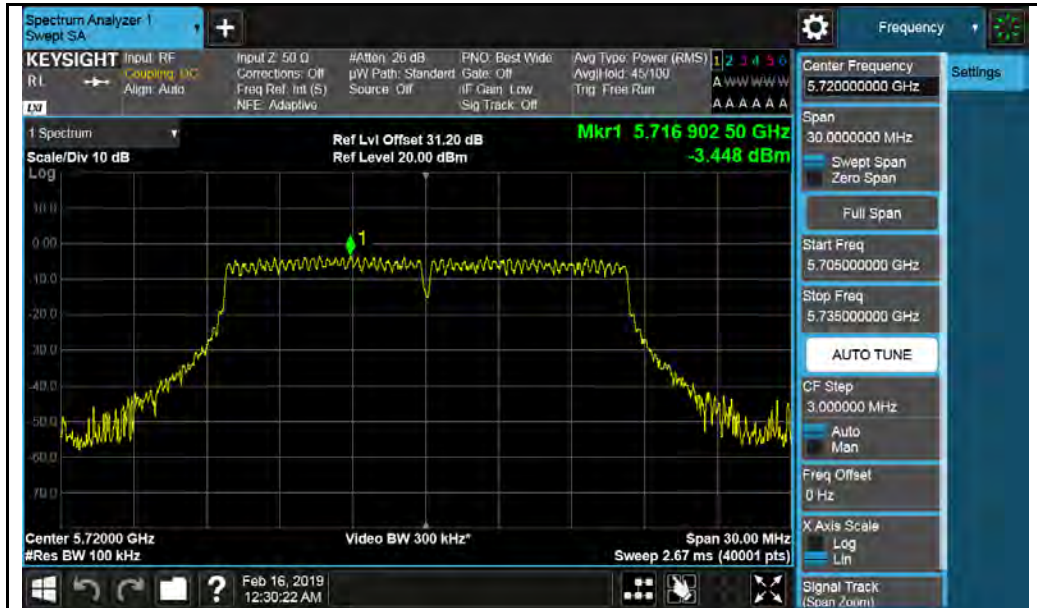 Spectrum Analyzer 1
Swept SA
Frequency
KEYSIGHT
Input: RF
Coupling: DC
Align: Auto
Input Z: 50 Ω
Corrections: Off
Freq Ref: Int (S)
NFE: Adaptive
#Atten: 26 dB
µW Path: Standard
Source: Off
PNO: Best Wide
Gate: Off
IF Gain: Low
Sig Track: Off
Avg Type: Power (RMS)
Avg|Hold: 45/100
Trig: Free Run
1 2 3 4 5 6
A W W W W W
A A A A A A
RL
LXI
1 Spectrum
Scale/Div 10 dB
Log
Ref Lvl Offset 31.20 dB
Ref Level 20.00 dBm
Mkr1 5.716 902 50 GHz
-3.448 dBm
10.0
0.00
-10.0
-20.0
-30.0
-40.0
-50.0
-60.0
-70.0
1
Center 5.72000 GHz
#Res BW 100 kHz
Video BW 300 kHz*
Span 30.00 MHz
Sweep 2.67 ms (40001 pts)
Feb 16, 2019
12:30:22 AM
Center Frequency
5.720000000 GHz
Settings
Span
30.0000000 MHz
Swept Span
Zero Span
Full Span
Start Freq
5.705000000 GHz
Stop Freq
5.735000000 GHz
AUTO TUNE
CF Step
3.000000 MHz
Auto
Man
Freq Offset
0 Hz
X Axis Scale
Log
Lin
Signal Track
(Span Zoom)